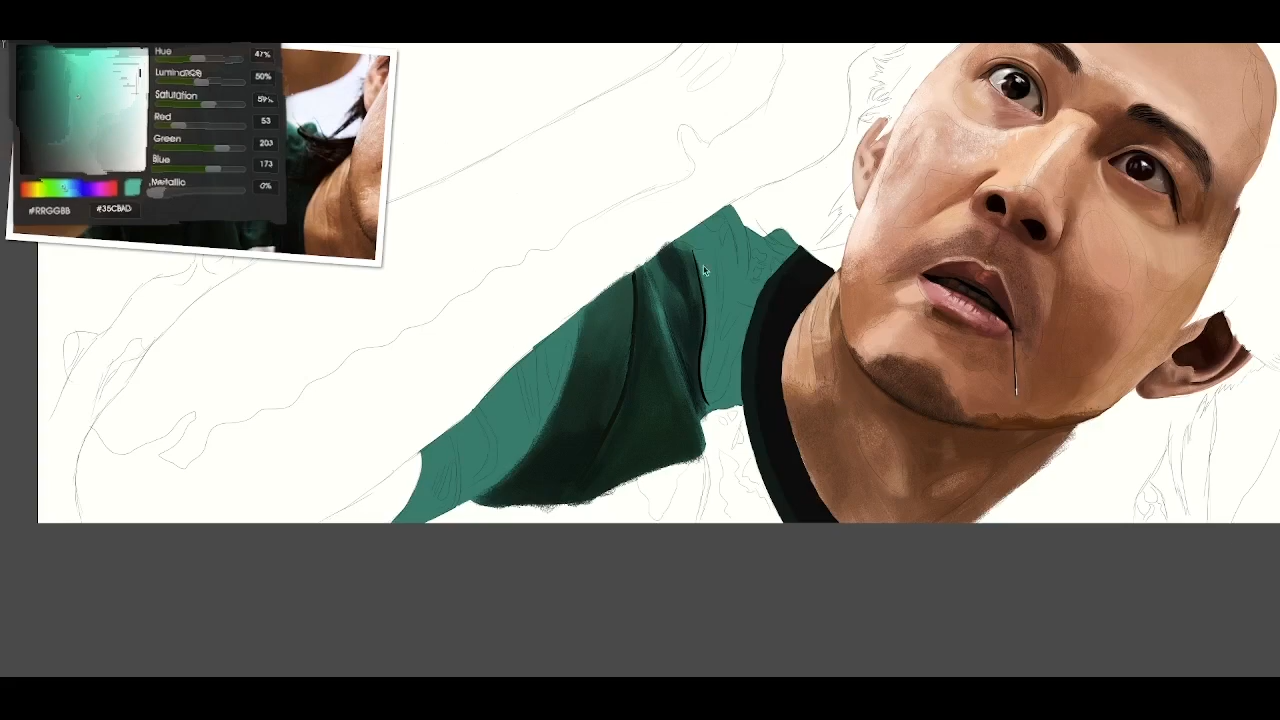 Hue 47%
Luminance 50%
Saturation 59%
Red 53
Green 203
Blue 173
Metallic 0%
#RRGGBB #35CBAD